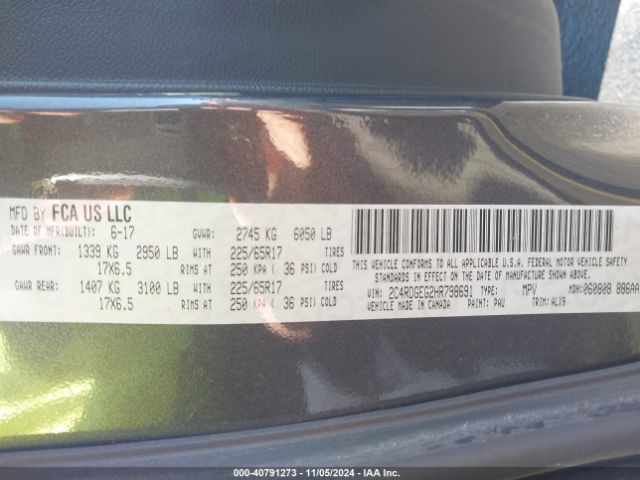 MFD BY FCA US LLC
DATE OF MFR(BUILT): 6-17 GVWR: 2745 KG 6050 LB
GAWR FRONT: 1339 KG 2950 LB WITH 225/65R17 TIRES
17X6.5 RIMS AT 250 KPA ( 36 PSI) COLD
GAWR REAR: 1407 KG 3100 LB WITH 225/65R17 TIRES
17X6.5 RIMS AT 250 KPA ( 36 PSI) COLD
THIS VEHICLE CONFORMS TO ALL APPLICABLE U.S.A. FEDERAL MOTOR VEHICLE SAFETY
STANDARDS IN EFFECT ON THE DATE OF MANUFACTURE SHOWN ABOVE.
VIN: 2C4RDGEG2HR798691 TYPE: MPV MDH:060808 886AA
VEHICLE MADE IN CANADA PAINT: PAU TRIM: ALX9
000-40791273 - 11/05/2024 - IAA Inc.